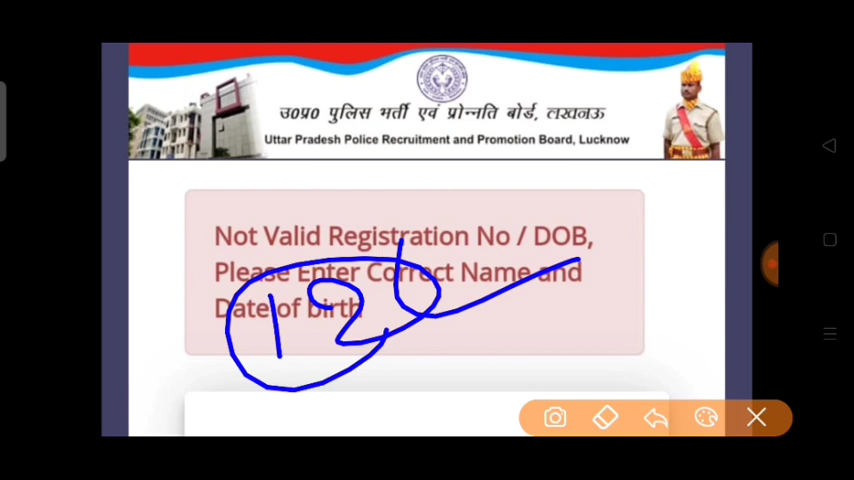 उ०प्र० पुलिस भर्ती एवं प्रोन्नति बोर्ड, लखनऊ
Uttar Pradesh Police Recruitment and Promotion Board, Lucknow
Not Valid Registration No / DOB,
Please Enter Correct Name and
Date of birth
12